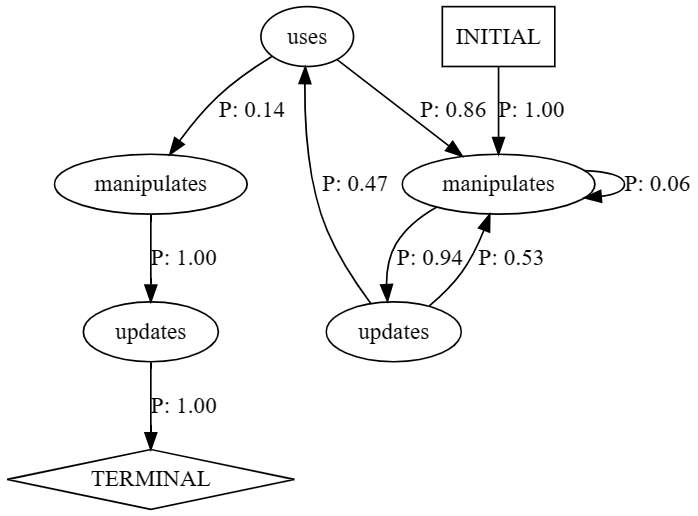 uses
INITIAL
P: 0.14
P: 0.86
P: 1.00
manipulates
manipulates
P: 0.47
P: 0.06
P: 1.00
P: 0.94
P: 0.53
updates
updates
P: 1.00
TERMINAL